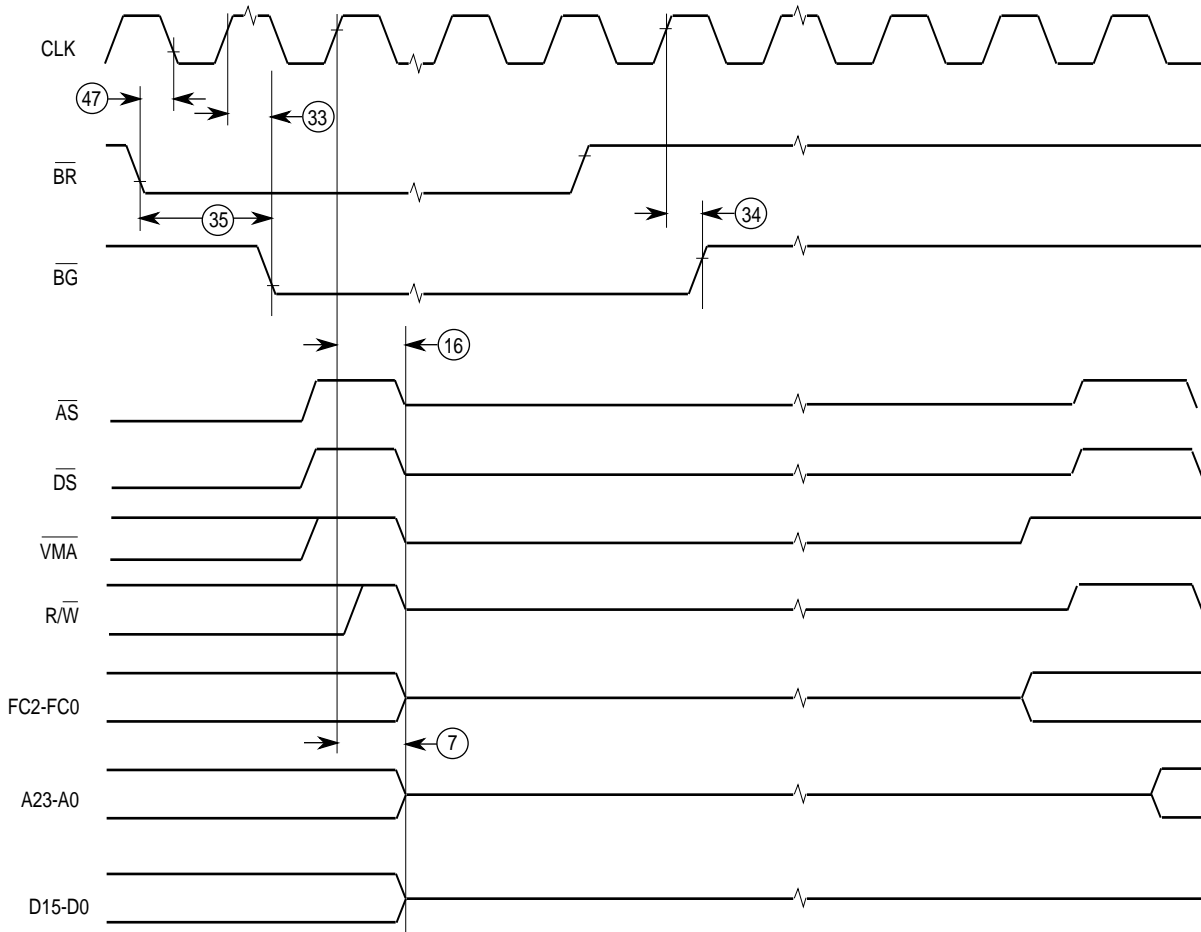 CLK
47
33
BR
35
34
BG
16
AS
DS
VMA
R/W
FC2-FC0
7
A23-A0
D15-D0